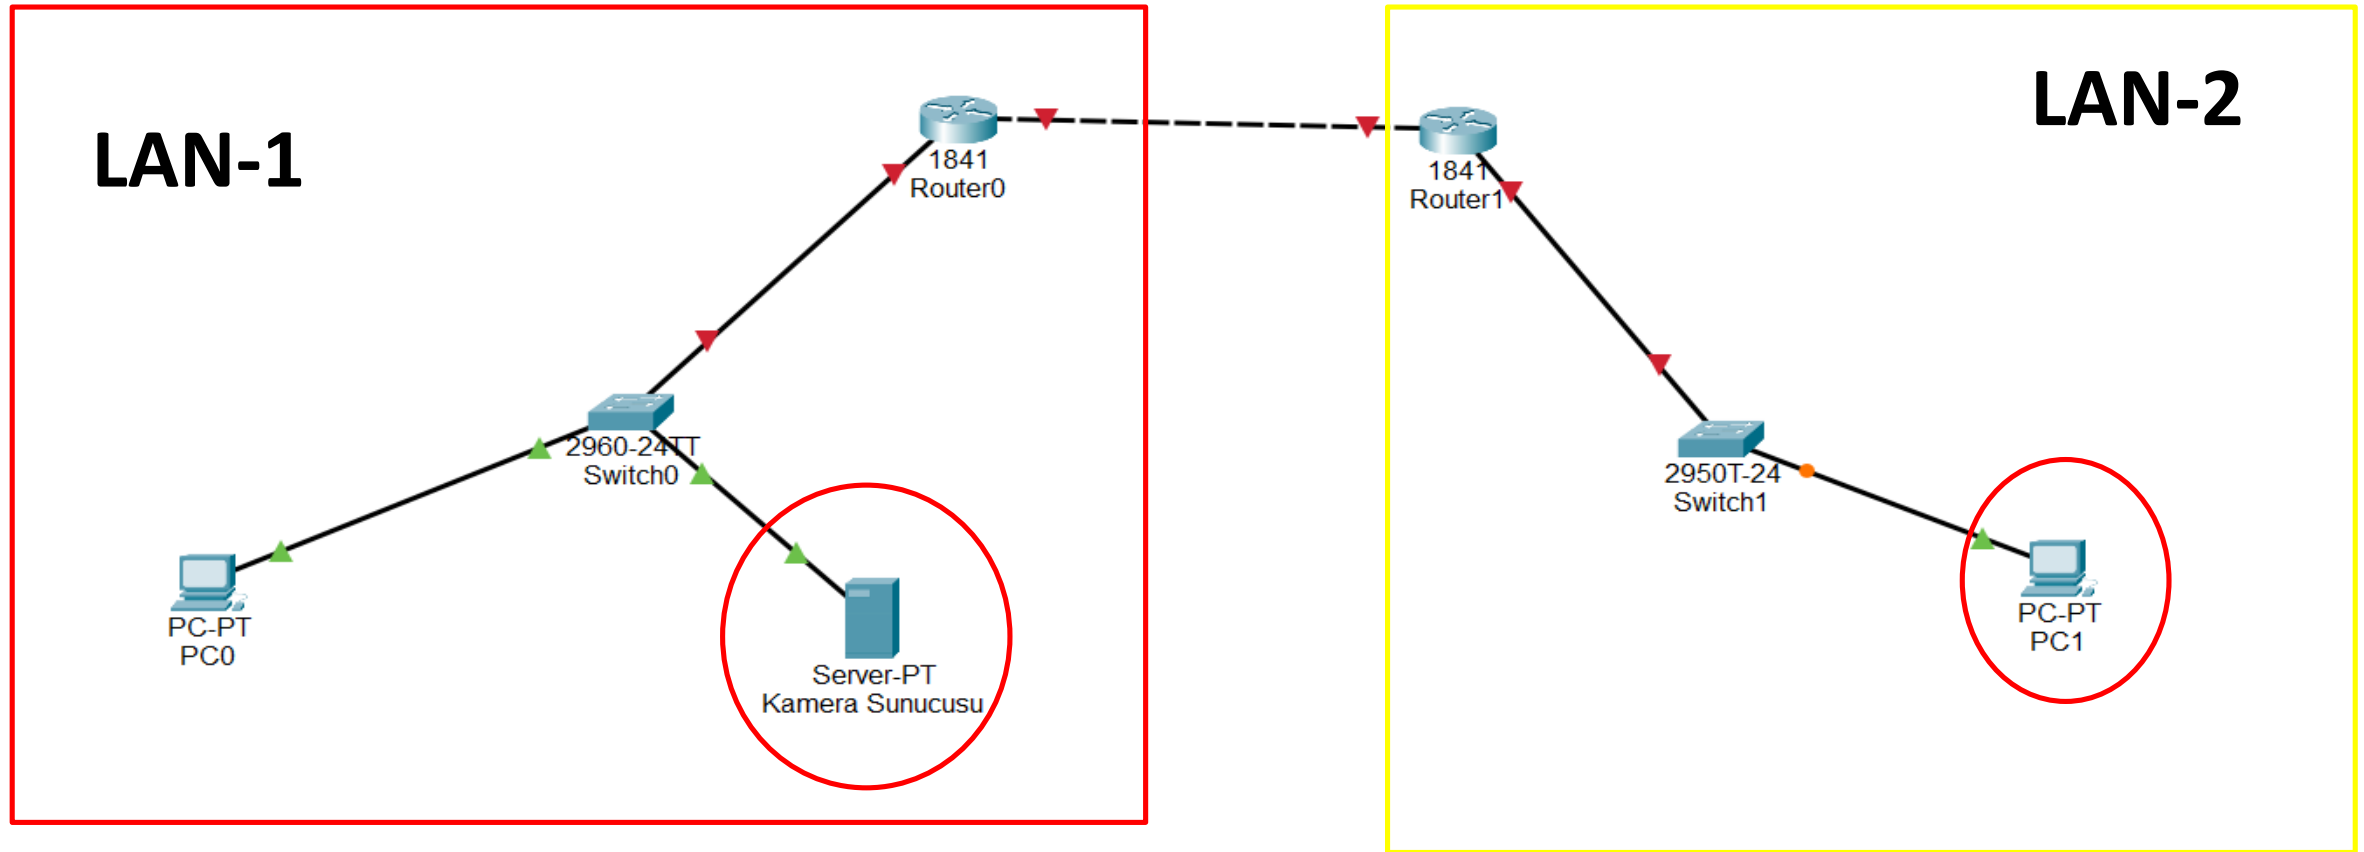 LAN-1
LAN-2
1841
Router0
1841
Router1
2960-24TT
Switch0
2950T-24
Switch1
PC-PT
PC0
Server-PT
Kamera Sunucusu
PC-PT
PC1